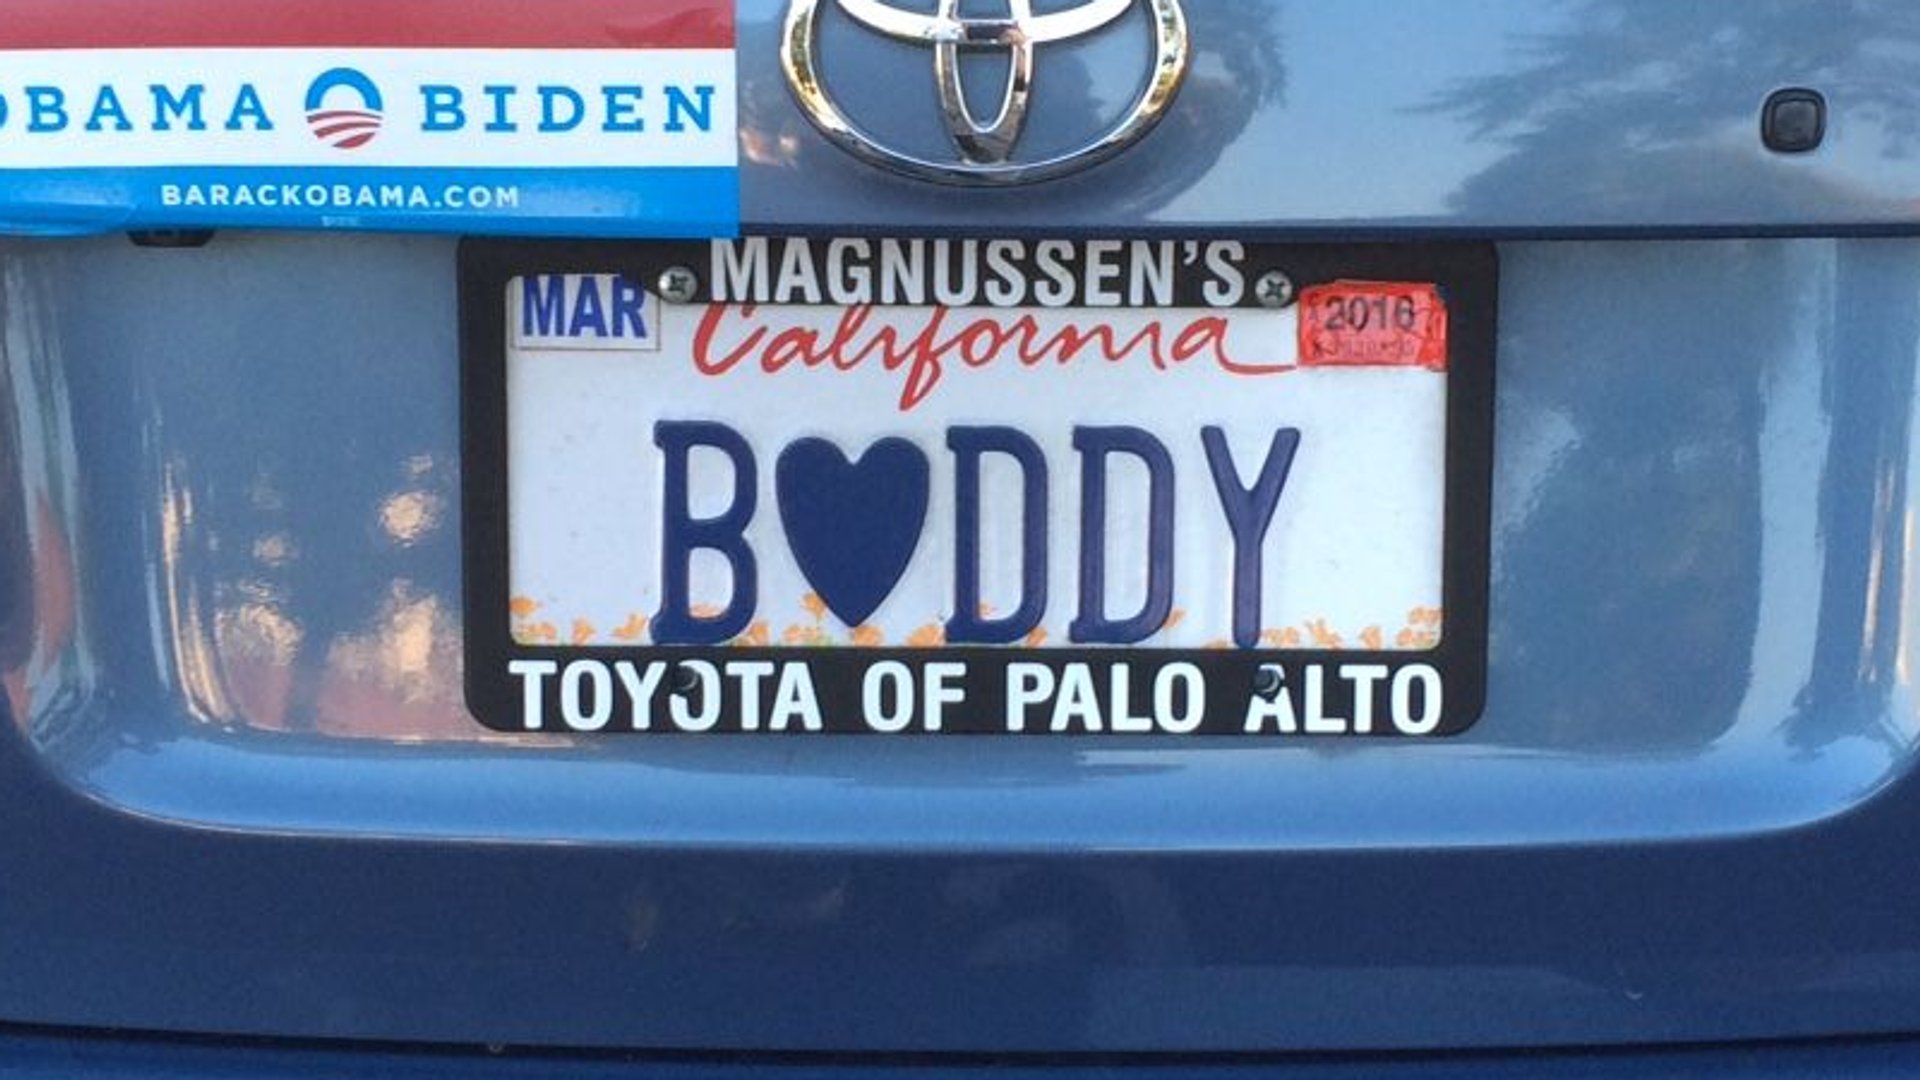 OBAMA BIDEN
BARACKOBAMA.COM
MAGNUSSEN'S
MAR California 2016
B♥DDY
TOYOTA OF PALO ALTO